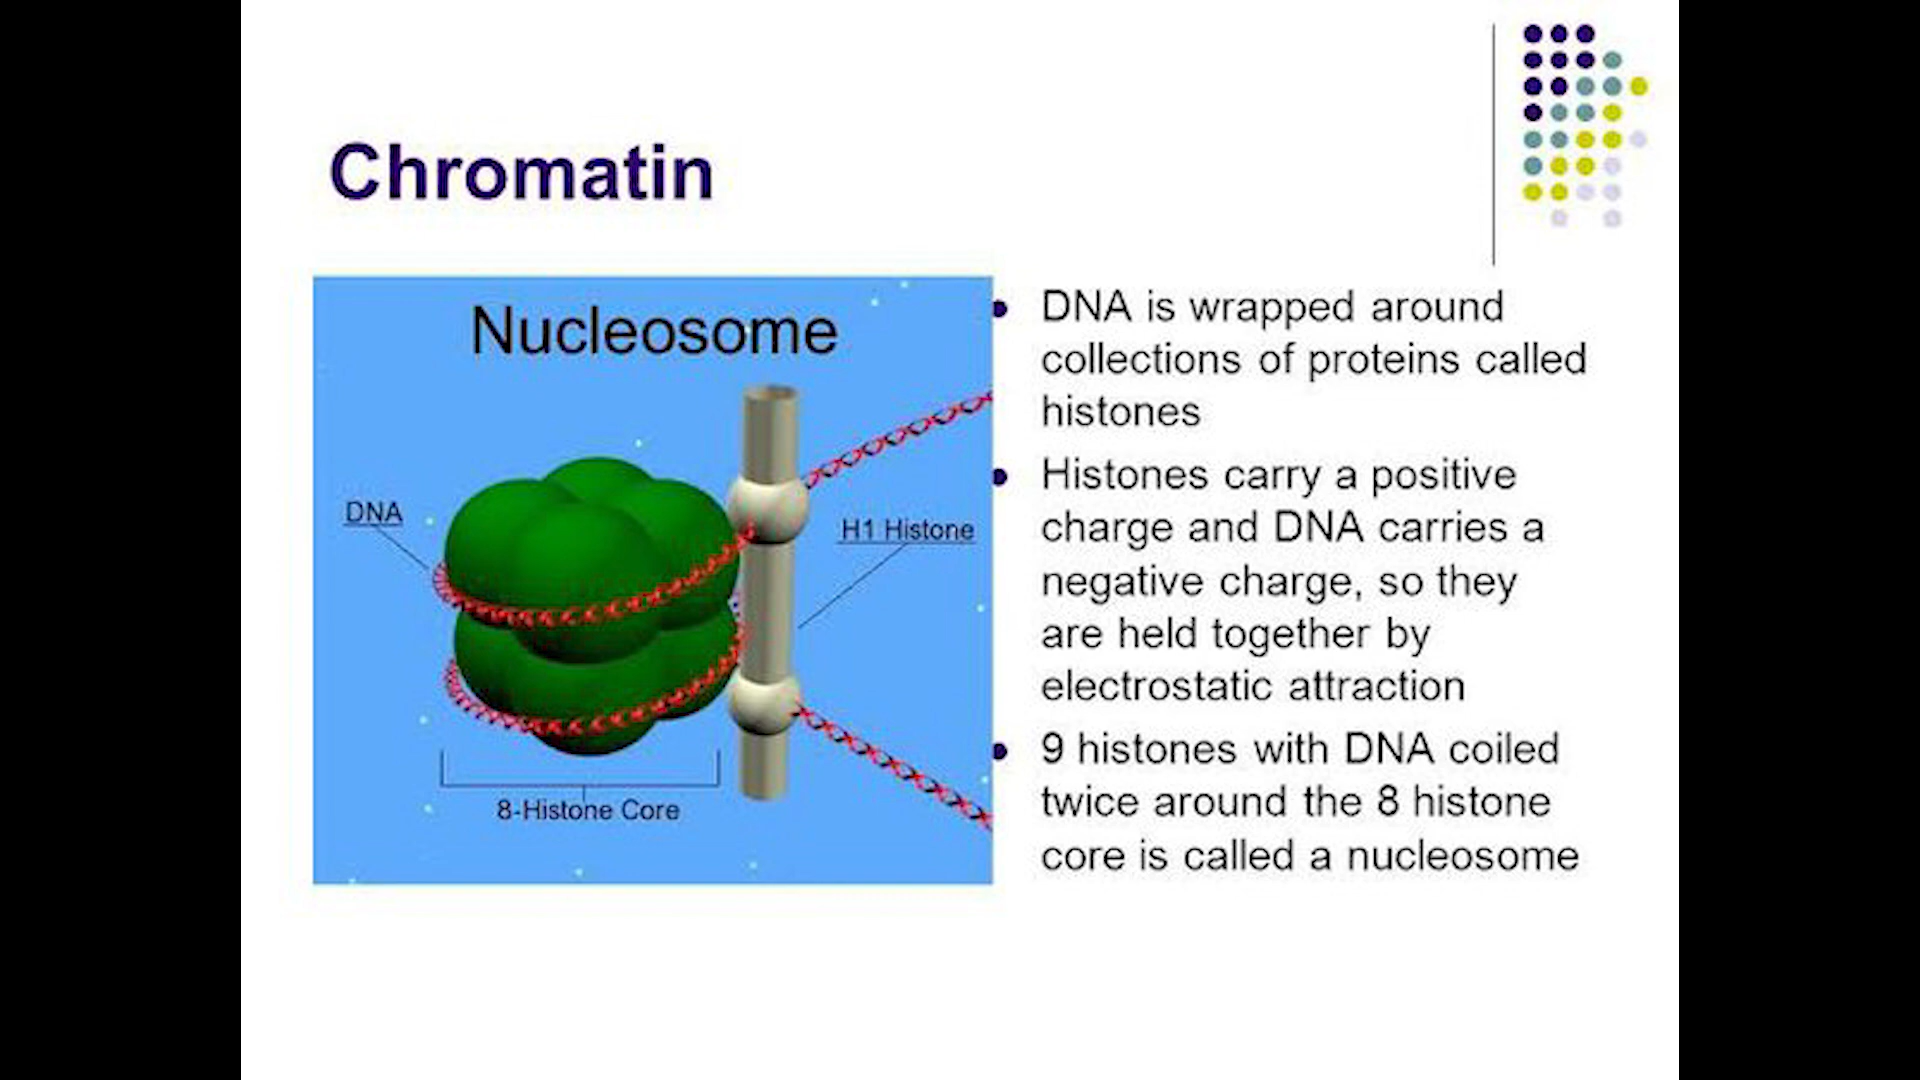 Chromatin
Nucleosome
DNA
H1 Histone
8-Histone Core
DNA is wrapped around
collections of proteins called
histones
Histones carry a positive
charge and DNA carries a
negative charge, so they
are held together by
electrostatic attraction
9 histones with DNA coiled
twice around the 8 histone
core is called a nucleosome